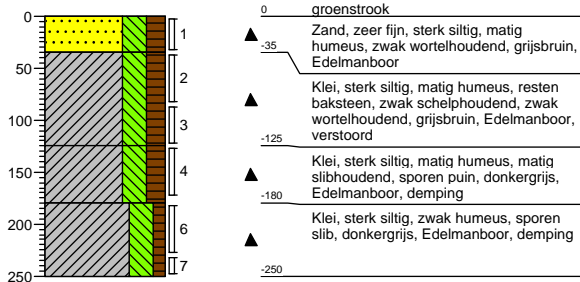 0
50
100
150
200
250
1
2
3
4
6
7
0 groenstrook
Zand, zeer fijn, sterk siltig, matig
humeus, zwak wortelhoudend, grijsbruin,
Edelmanboor
-35
Klei, sterk siltig, matig humeus, resten
baksteen, zwak schelphoudend, zwak
wortelhoudend, grijsbruin, Edelmanboor,
verstoord
-125
Klei, sterk siltig, matig humeus, matig
slibhoudend, sporen puin, donkergrijs,
Edelmanboor, demping
-180
Klei, sterk siltig, zwak humeus, sporen
slib, donkergrijs, Edelmanboor, demping
-250